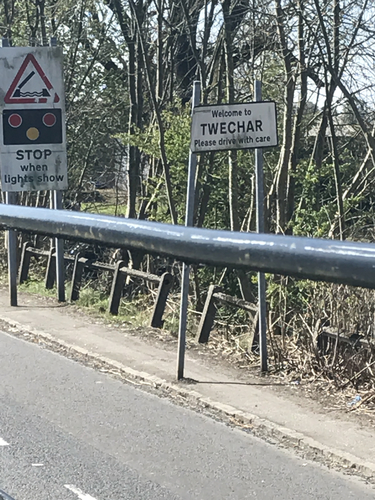 STOP
when
lights show
Welcome to
TWECHAR
Please drive with care